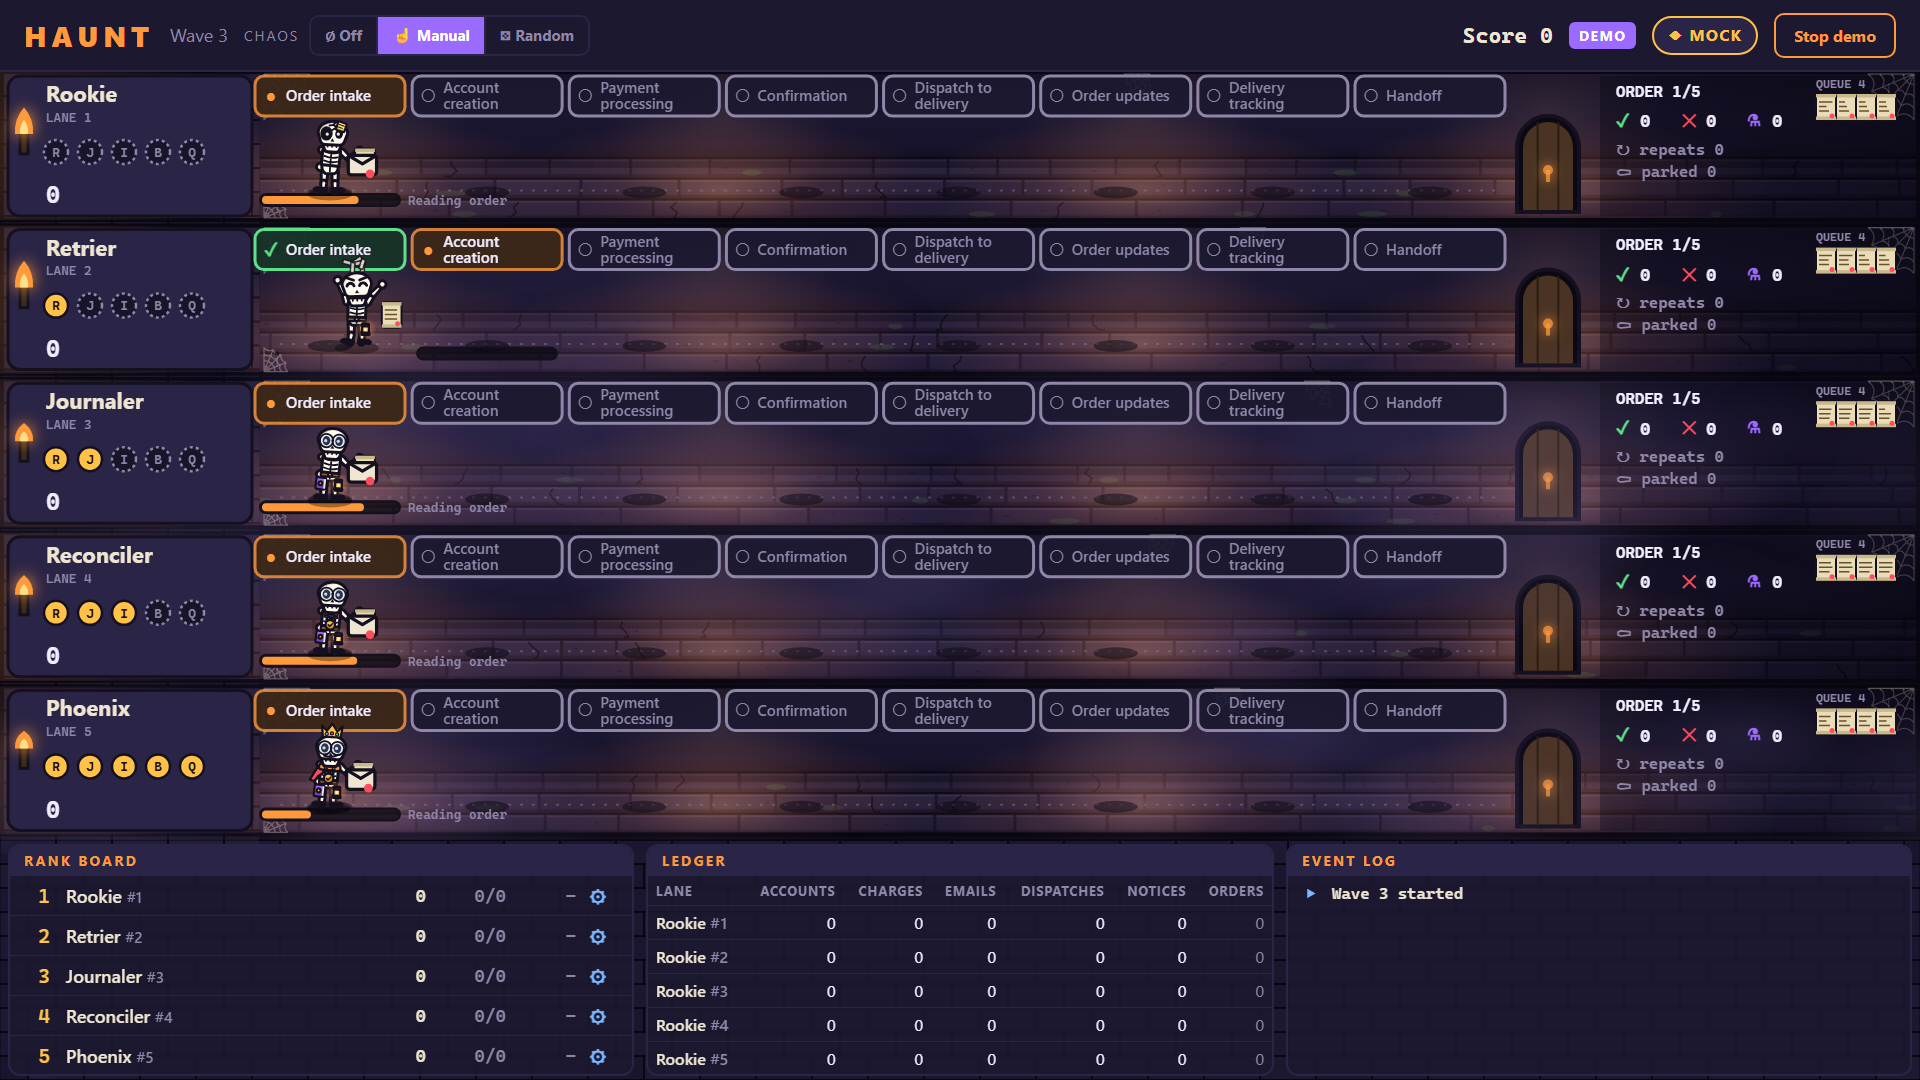 HAUNT Wave 3 CHAOS Ø Off Manual Random Score 0 DEMO MOCK Stop demo
Rookie
LANE 1
R J I B Q
0
Order intake
Account creation
Payment processing
Confirmation
Dispatch to delivery
Order updates
Delivery tracking
Handoff
Reading order
ORDER 1/5
0 0 0
repeats 0
parked 0
QUEUE 4
Retrier
LANE 2
R J I B Q
0
Order intake
Account creation
Payment processing
Confirmation
Dispatch to delivery
Order updates
Delivery tracking
Handoff
ORDER 1/5
0 0 0
repeats 0
parked 0
QUEUE 4
Journaler
LANE 3
R J I B Q
0
Order intake
Account creation
Payment processing
Confirmation
Dispatch to delivery
Order updates
Delivery tracking
Handoff
Reading order
ORDER 1/5
0 0 0
repeats 0
parked 0
QUEUE 4
Reconciler
LANE 4
R J I B Q
0
Order intake
Account creation
Payment processing
Confirmation
Dispatch to delivery
Order updates
Delivery tracking
Handoff
Reading order
ORDER 1/5
0 0 0
repeats 0
parked 0
QUEUE 4
Phoenix
LANE 5
R J I B Q
0
Order intake
Account creation
Payment processing
Confirmation
Dispatch to delivery
Order updates
Delivery tracking
Handoff
Reading order
ORDER 1/5
0 0 0
repeats 0
parked 0
QUEUE 4
RANK BOARD
1 Rookie #1 0 0/0 –
2 Retrier #2 0 0/0 –
3 Journaler #3 0 0/0 –
4 Reconciler #4 0 0/0 –
5 Phoenix #5 0 0/0 –
LEDGER
LANE ACCOUNTS CHARGES EMAILS DISPATCHES NOTICES ORDERS
Rookie #1 0 0 0 0 0 0
Rookie #2 0 0 0 0 0 0
Rookie #3 0 0 0 0 0 0
Rookie #4 0 0 0 0 0 0
Rookie #5 0 0 0 0 0 0
EVENT LOG
Wave 3 started